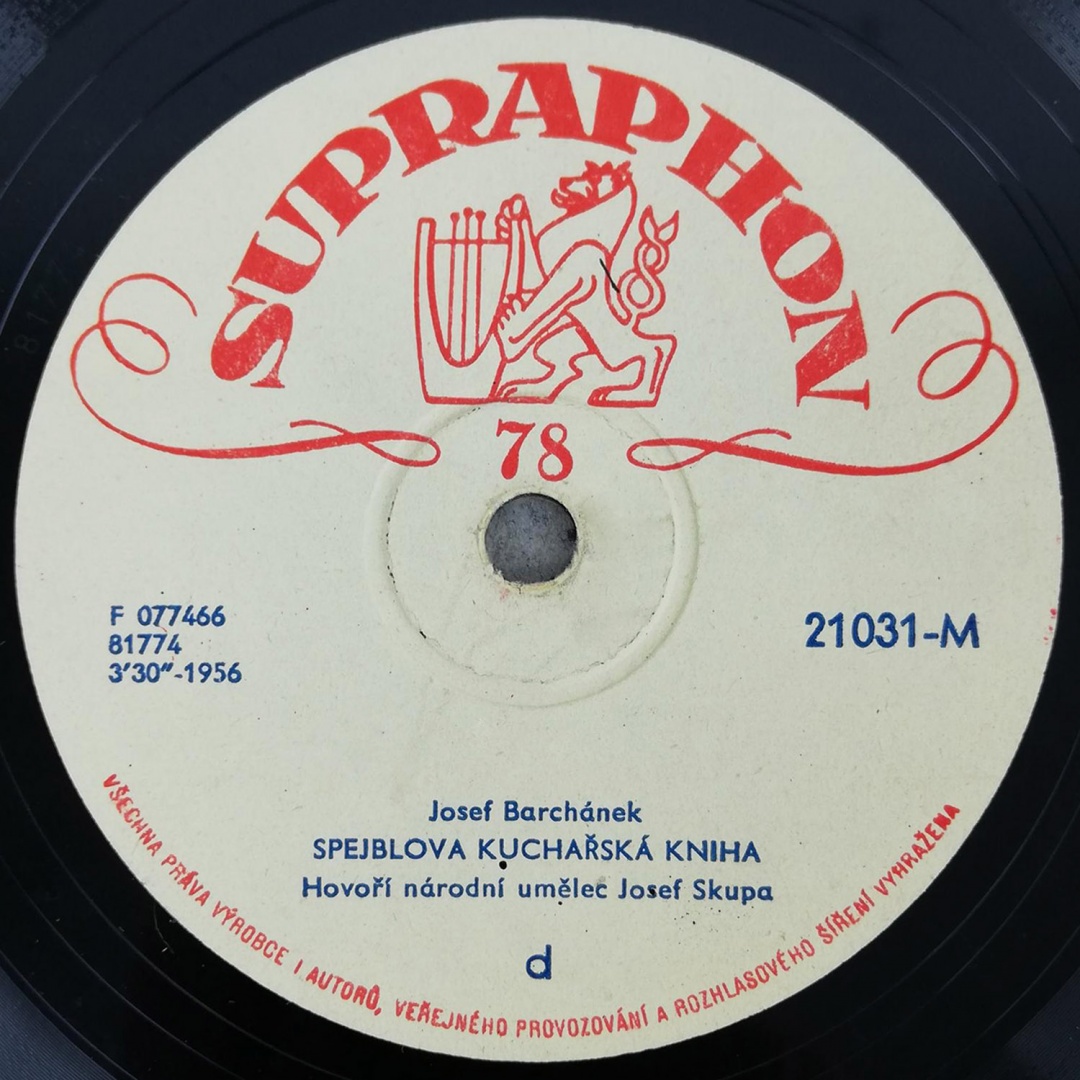 SUPRAPHON
78
F 077466
81774
3'30"-1956
21031-M
Josef Barchánek
SPEJBLOVA KUCHAŘSKÁ KNIHA
Hovoří národní umělec Josef Skupa
d
VŠECHNA PRÁVA VÝROBCE I AUTORŮ, VEŘEJNÉHO PROVOZOVÁNÍ A ROZHLASOVÉHO ŠÍŘENÍ VYHRAŽENA